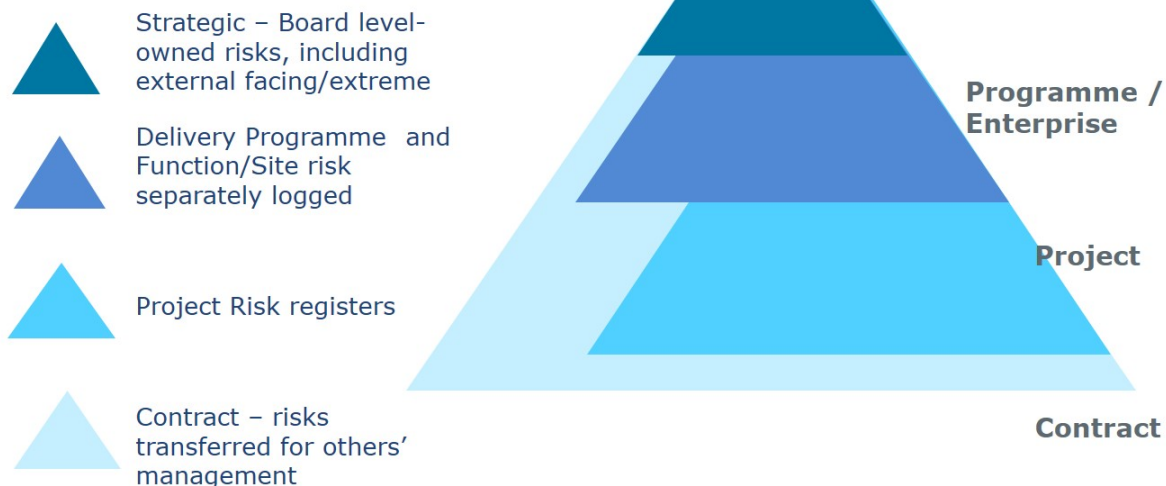 Strategic – Board level-
owned risks, including
external facing/extreme
Delivery Programme  and
Function/Site risk
separately logged
Project Risk registers
Contract – risks
transferred for others’
management
Programme /
Enterprise
Project
Contract